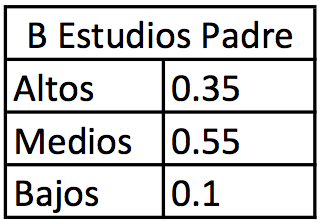 B Estudios Padre
Altos 0.35
Medios 0.55
Bajos 0.1